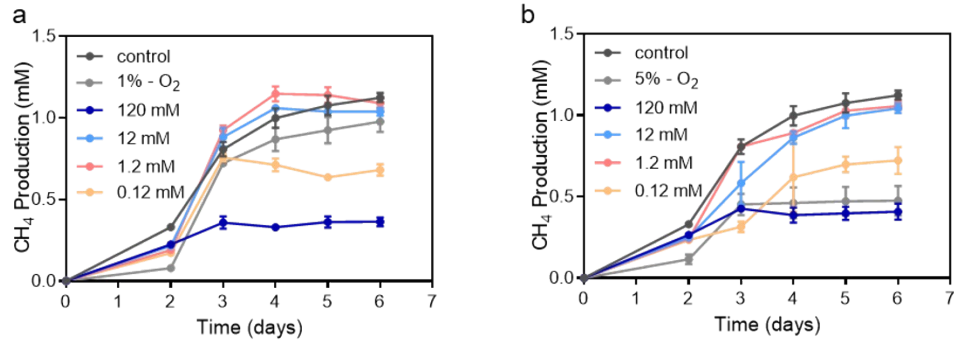 a
1.5
1.0
0.5
0.0
CH₄ Production (mM)
control
1% - O₂
120 mM
12 mM
1.2 mM
0.12 mM
0 1 2 3 4 5 6 7
Time (days)
b
1.5
1.0
0.5
0.0
CH₄ Production (mM)
control
5% - O₂
120 mM
12 mM
1.2 mM
0.12 mM
0 1 2 3 4 5 6 7
Time (days)